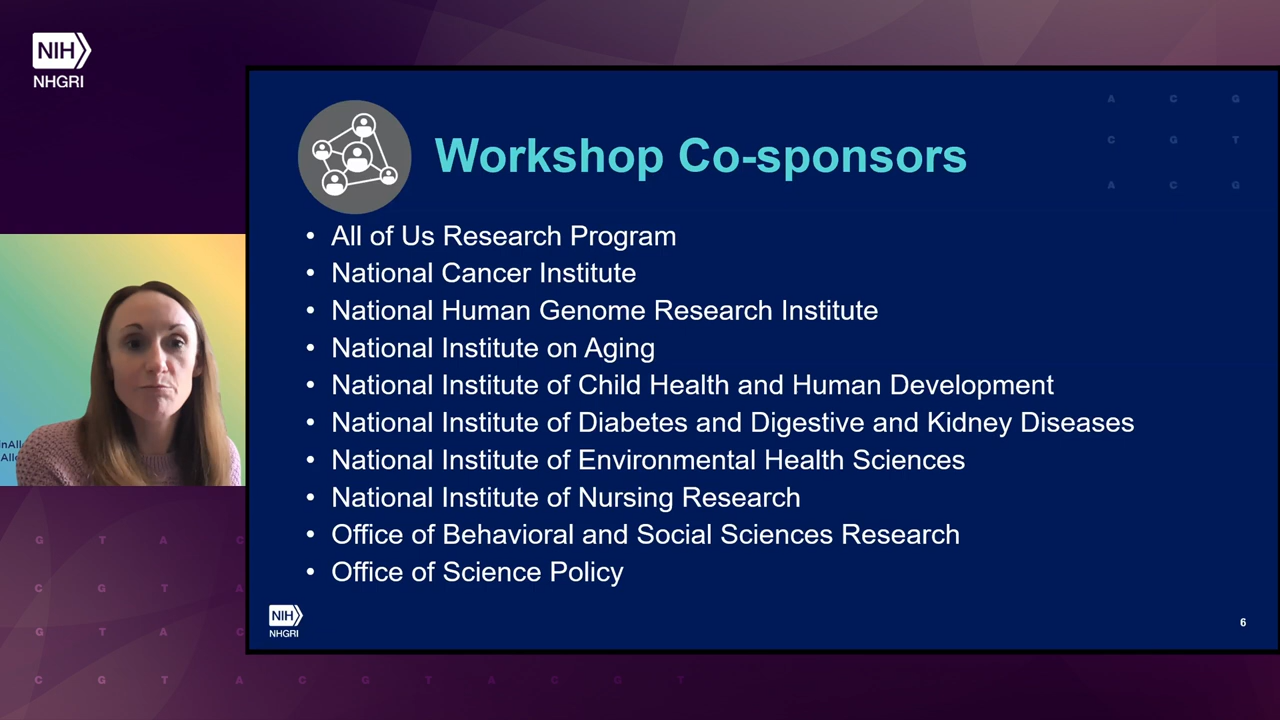 NIH
NHGRI
Workshop Co-sponsors
A C G
C G T
A C G
• All of Us Research Program
• National Cancer Institute
• National Human Genome Research Institute
• National Institute on Aging
• National Institute of Child Health and Human Development
• National Institute of Diabetes and Digestive and Kidney Diseases
• National Institute of Environmental Health Sciences
• National Institute of Nursing Research
• Office of Behavioral and Social Sciences Research
• Office of Science Policy
NIH
NHGRI
6
G T A C
C G T A
G T A C
C G T A C G T A C G T